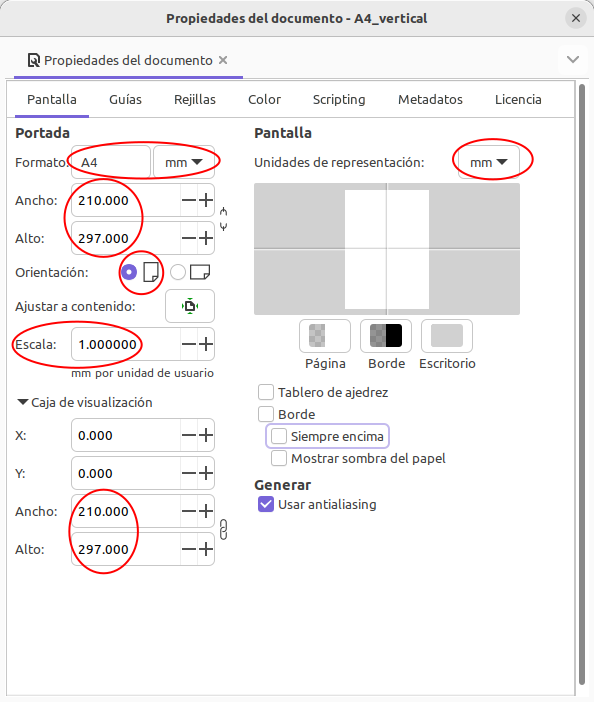 Propiedades del documento - A4_vertical
Propiedades del documento
Pantalla Guías Rejillas Color Scripting Metadatos Licencia
Portada
Formato: A4 mm
Ancho: 210.000
Alto: 297.000
Orientación:
Ajustar a contenido:
Escala: 1.000000
mm por unidad de usuario
Caja de visualización
X: 0.000
Y: 0.000
Ancho: 210.000
Alto: 297.000
Pantalla
Unidades de representación: mm
Página Borde Escritorio
Tablero de ajedrez
Borde
Siempre encima
Mostrar sombra del papel
Generar
Usar antialiasing